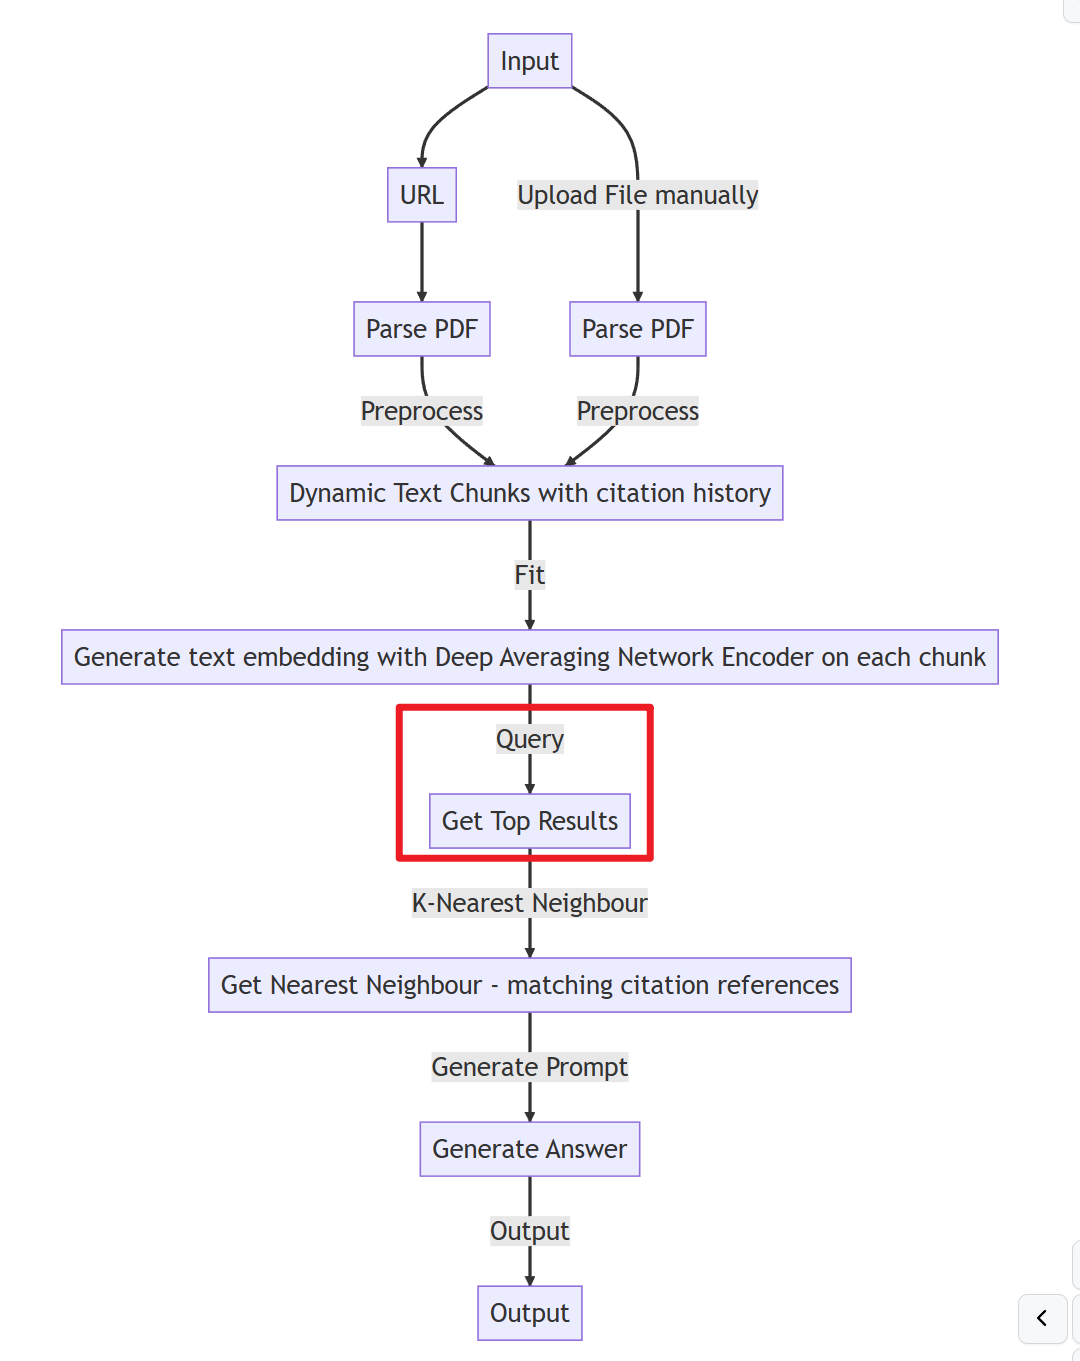 Input
URL
Upload File manually
Parse PDF
Parse PDF
Preprocess
Preprocess
Dynamic Text Chunks with citation history
Fit
Generate text embedding with Deep Averaging Network Encoder on each chunk
Query
Get Top Results
K-Nearest Neighbour
Get Nearest Neighbour - matching citation references
Generate Prompt
Generate Answer
Output
Output